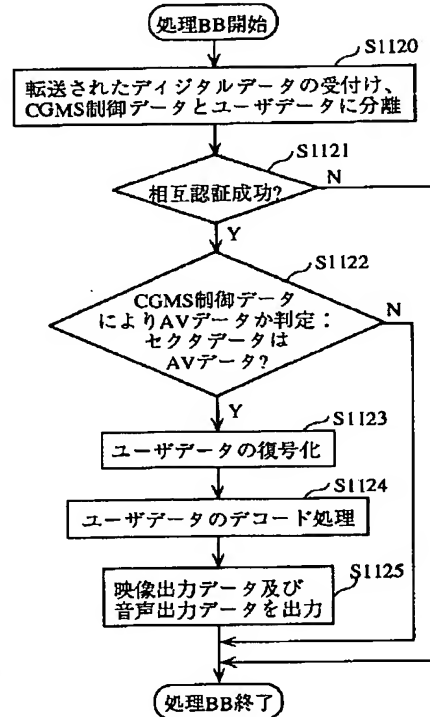 処理BB開始
S1120
転送されたディジタルデータの受付け、
CGMS制御データとユーザデータに分離
S1121
相互認証成功?
N
Y
S1122
CGMS制御データ
によりAVデータか判定：
セクタデータは
AVデータ?
N
Y
S1123
ユーザデータの復号化
S1124
ユーザデータのデコード処理
S1125
映像出力データ及び
音声出力データを出力
処理BB終了